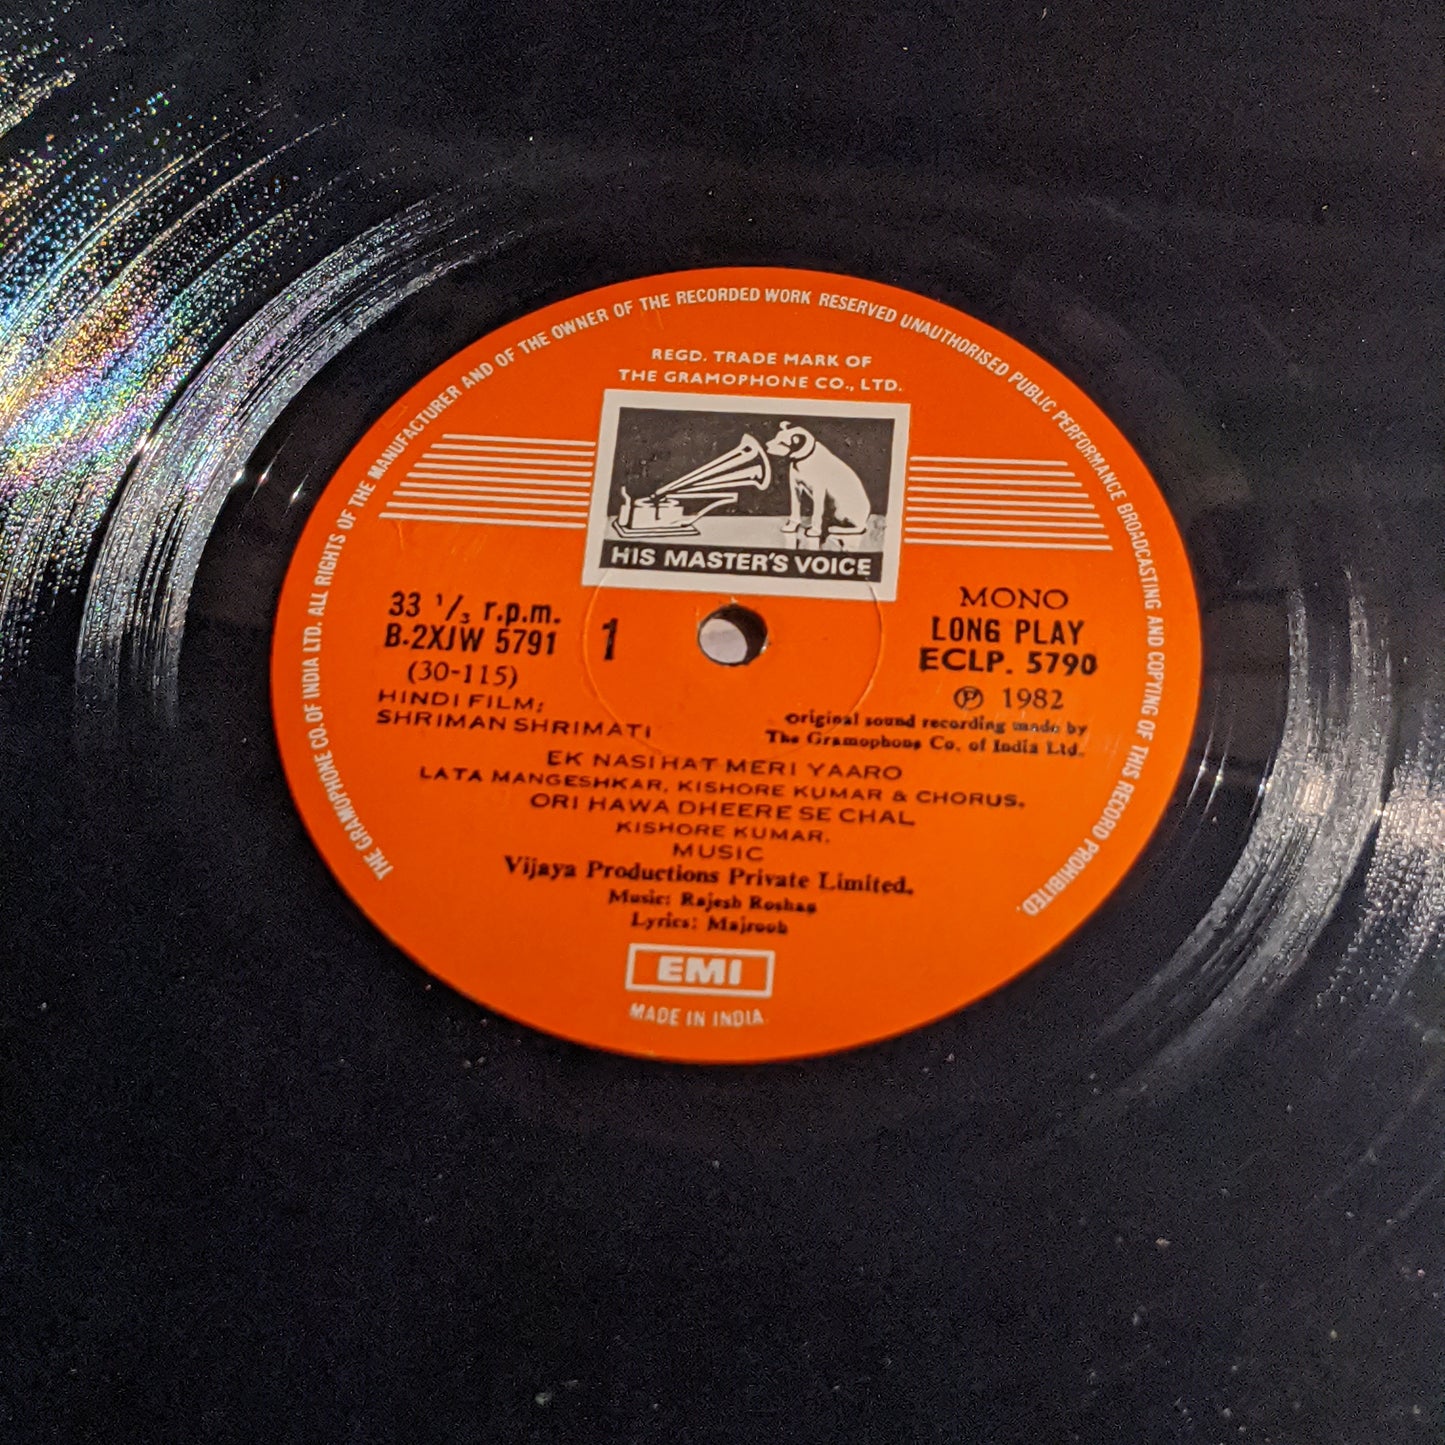 THE GRAMOPHONE CO. OF INDIA LTD. ALL RIGHTS OF THE MANUFACTURER AND OF THE OWNER OF THE RECORDED WORK RESERVED UNAUTHORISED PUBLIC PERFORMANCE BROADCASTING AND COPYING OF THIS RECORD PROHIBITED.
REGD. TRADE MARK OF
THE GRAMOPHONE CO., LTD.
HIS MASTER'S VOICE
33 1/3 r.p.m.
B.2XJW 5791
(30-115)
1
MONO
LONG PLAY
ECLP. 5790
℗ 1982
HINDI FILM;
SHRIMAN SHRIMATI
Original sound recording made by
The Gramophone Co. of India Ltd.
EK NASIHAT MERI YAARO
LATA MANGESHKAR, KISHORE KUMAR & CHORUS.
ORI HAWA DHEERE SE CHAL
KISHORE KUMAR.
MUSIC
Vijaya Productions Private Limited.
Music: Rajesh Roshan
Lyrics: Majrooh
EMI
MADE IN INDIA